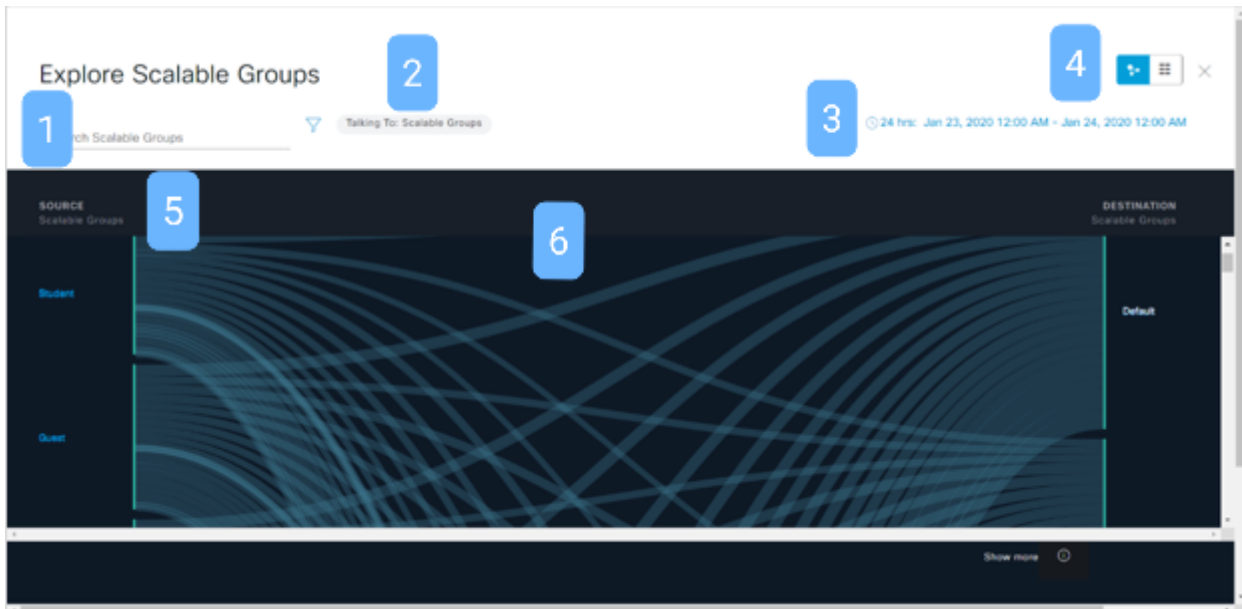 Explore Scalable Groups
2
4
1
rch Scalable Groups
Talking To: Scalable Groups
3
24 hrs: Jan 23, 2020 12:00 AM - Jan 24, 2020 12:00 AM
SOURCE
Scalable Groups
5
6
DESTINATION
Scalable Groups
Student
Default
Guest
Show more